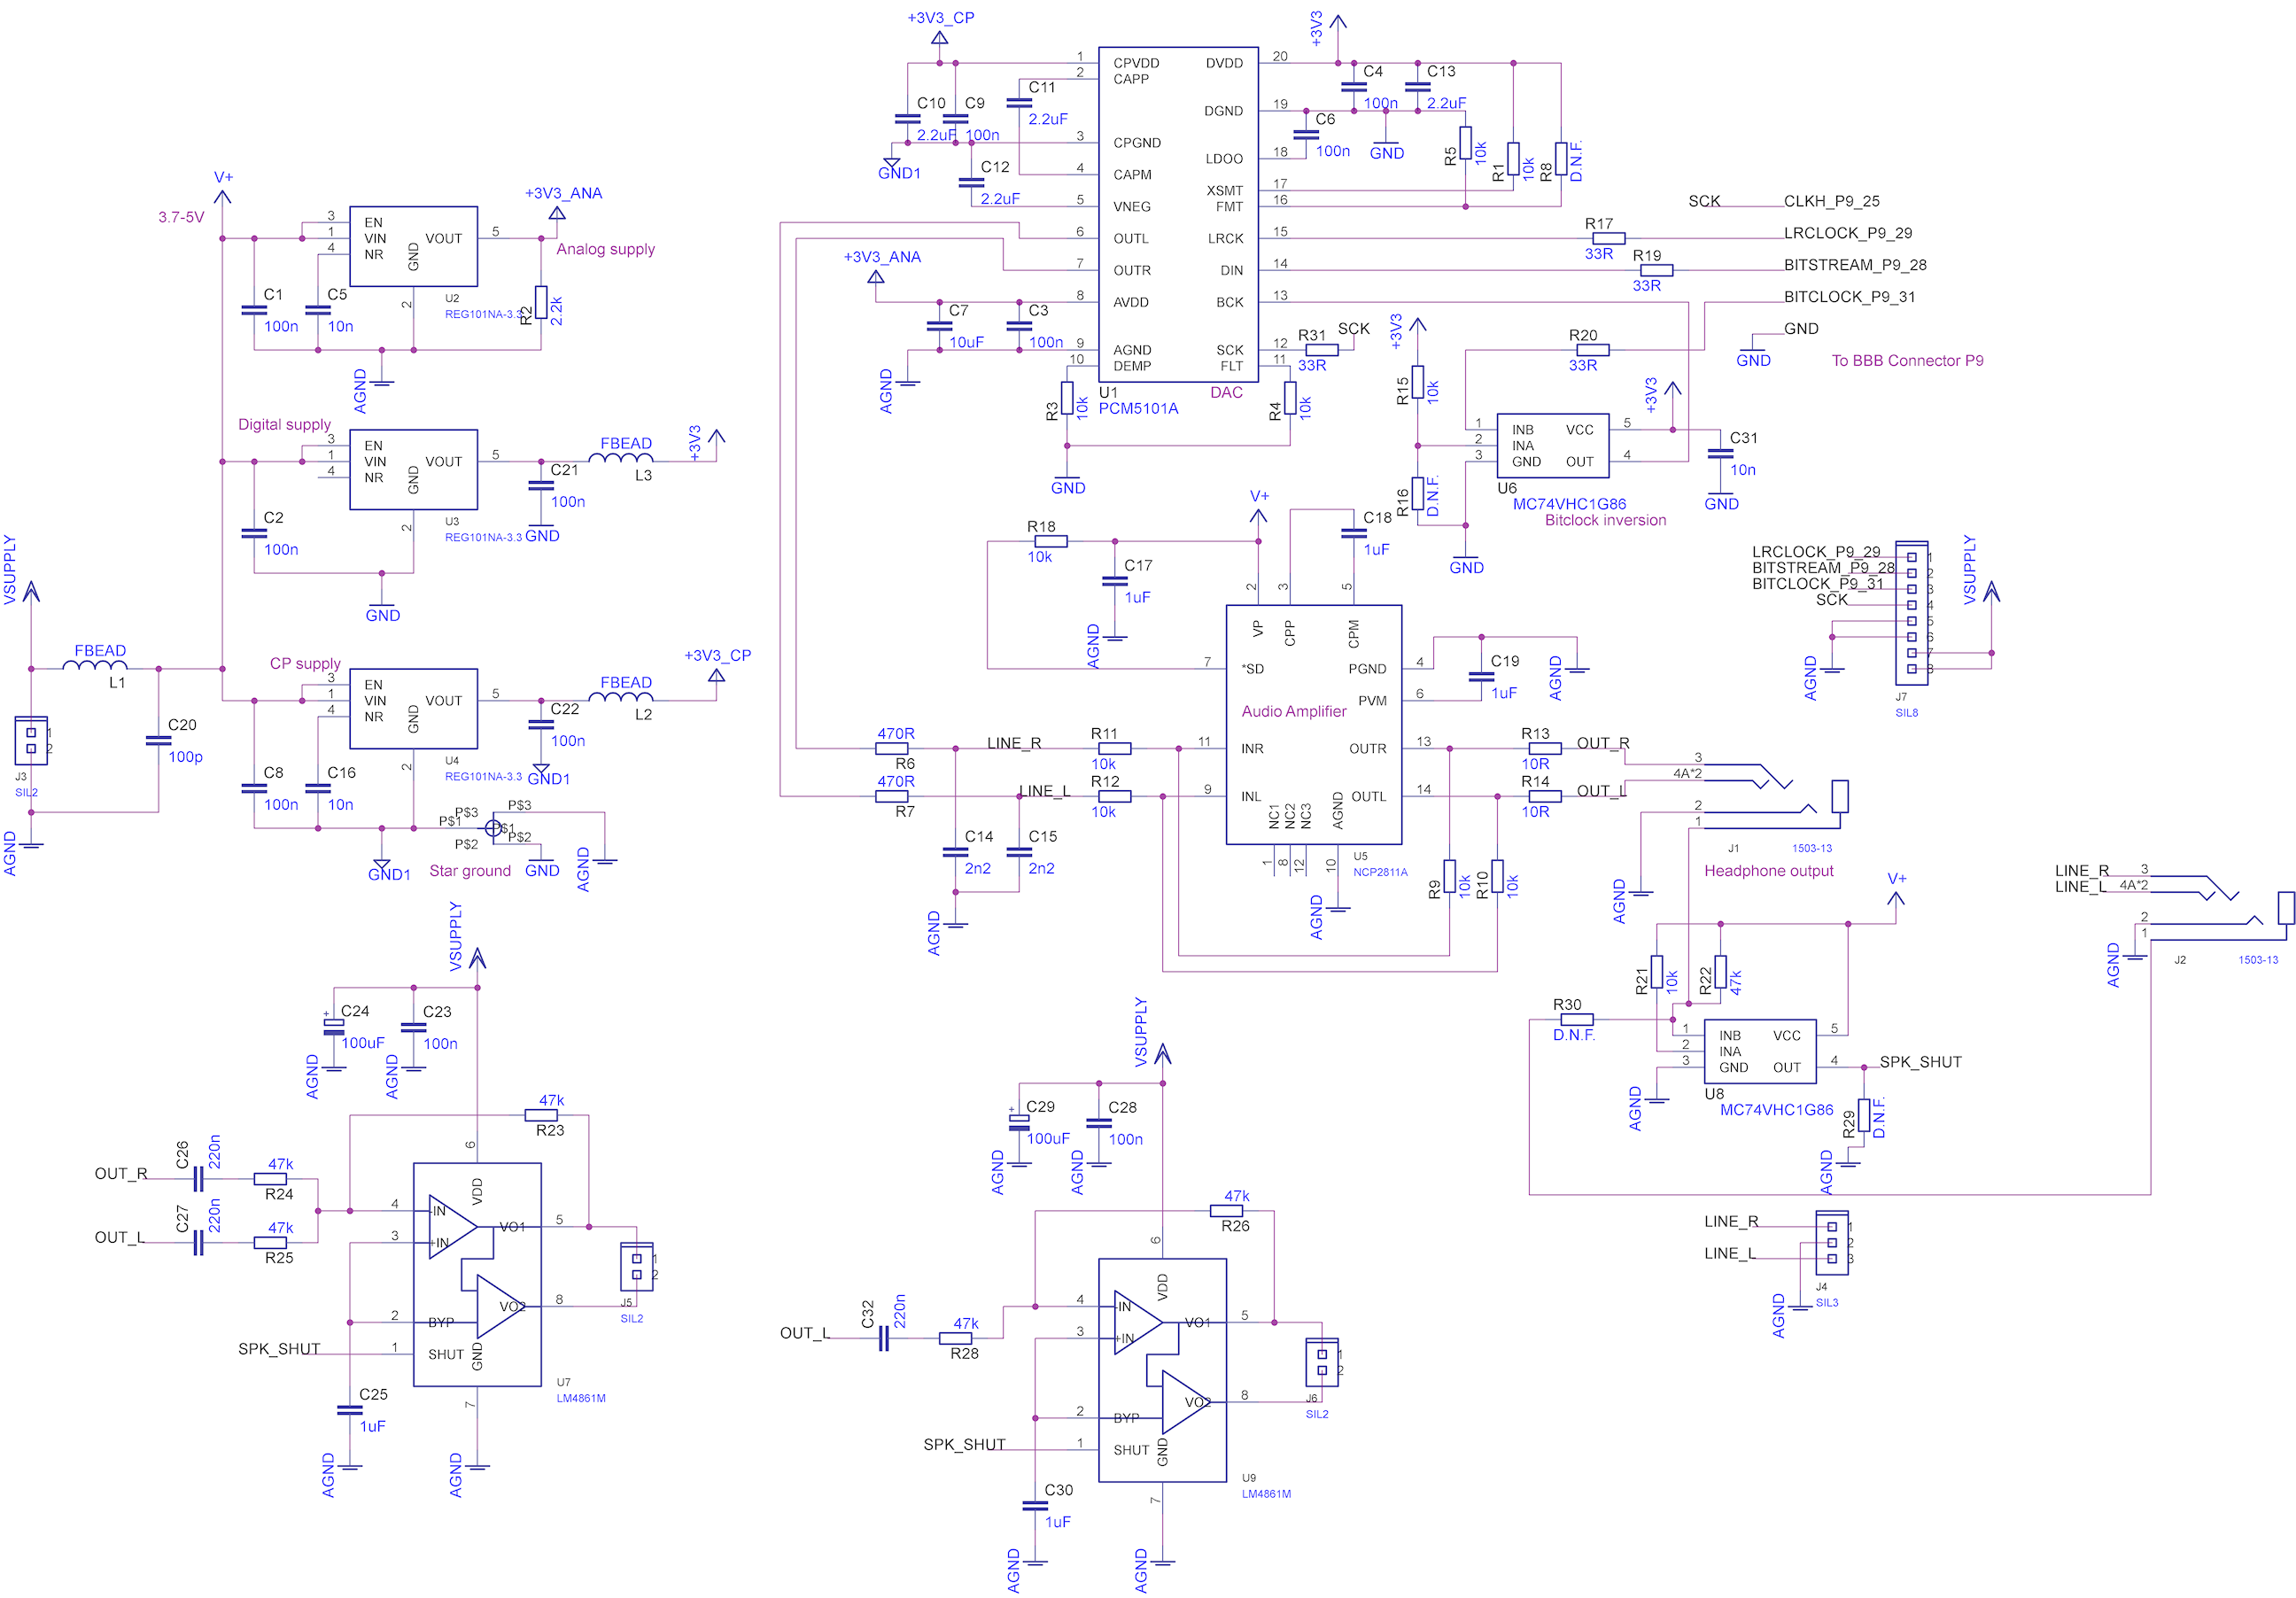 V+
3.7-5V
3 EN
1 VIN
4 NR
GND
2
VOUT 5
U2
REG101NA-3.3
+3V3_ANA
Analog supply
C1
100n
C5
10n
R2
2.2k
AGND
Digital supply
3 EN
1 VIN
4 NR
GND
2
VOUT 5
U3
REG101NA-3.3
FBEAD
L3
+3V3
C21
100n
GND
C2
100n
GND
VSUPPLY
FBEAD
L1
J3
SIL2
1
2
C20
100p
AGND
CP supply
3 EN
1 VIN
4 NR
GND
2
VOUT 5
U4
REG101NA-3.3
FBEAD
L2
+3V3_CP
C22
100n
GND1
C8
100n
C16
10n
GND1
P$3
P$3
P$1
P$1
P$2
P$2
Star ground
GND
AGND
+3V3_CP
C10
2.2uF
C9
100n
C11
2.2uF
C12
2.2uF
GND1
1 CPVDD
2 CAPP
3 CPGND
4 CAPM
5 VNEG
6 OUTL
7 OUTR
8 AVDD
9 AGND
10 DEMP
DVDD 20
DGND 19
LDOO 18
XSMT 17
FMT 16
LRCK 15
DIN 14
BCK 13
SCK 12
FLT 11
U1
PCM5101A
DAC
+3V3
C4
100n
C13
2.2uF
C6
100n
GND
R5
10k
R1
10k
R8
D.N.F.
+3V3_ANA
C7
10uF
C3
100n
AGND
R3
10k
R4
10k
GND
R31
33R
SCK
SCK
CLKH_P9_25
R17
33R
LRCLOCK_P9_29
R19
33R
BITSTREAM_P9_28
BITCLOCK_P9_31
GND
GND
R20
33R
To BBB Connector P9
+3V3
R15
10k
R16
D.N.F.
1 INB
2 INA
3 GND
VCC 5
OUT 4
U6
MC74VHC1G86
Bitclock inversion
+3V3
C31
10n
GND
GND
V+
R18
10k
C17
1uF
AGND
C18
1uF
2 VP
3 CPP
5 CPM
7 *SD
PGND 4
PVM 6
Audio Amplifier
11 INR
9 INL
OUTR 13
OUTL 14
NC1
NC2
NC3
AGND
1
8
12
10
U5
NCP2811A
AGND
C19
1uF
AGND
470R
R6
470R
R7
LINE_R
LINE_L
R11
10k
R12
10k
C14
2n2
C15
2n2
AGND
R13
10R
R14
10R
OUT_R
OUT_L
R9
10k
R10
10k
3
4A*2
2
1
J1
1503-13
Headphone output
AGND
LRCLOCK_P9_29
BITSTREAM_P9_28
BITCLOCK_P9_31
SCK
1
2
3
4
5
6
7
8
J7
SIL8
AGND
VSUPPLY
LINE_R
LINE_L
3
4A*2
2
1
J2
1503-13
AGND
V+
R21
10k
R22
47k
R30
D.N.F.
1 INB
2 INA
3 GND
VCC 5
OUT 4
U8
MC74VHC1G86
SPK_SHUT
R29
D.N.F.
AGND
AGND
LINE_R
LINE_L
1
2
3
J4
SIL3
AGND
VSUPPLY
+
C24
100uF
AGND
C23
100n
AGND
47k
R23
OUT_R
C26
220n
47k
R24
OUT_L
C27
220n
47k
R25
4 -IN
3 +IN
2 BYP
1 SHUT
6
VDD
VO1 5
VO2 8
GND
7
SPK_SHUT
C25
1uF
AGND
AGND
U7
LM4861M
1
2
J5
SIL2
VSUPPLY
+
C29
100uF
AGND
C28
100n
AGND
47k
R26
OUT_L
C32
220n
47k
R28
4 -IN
3 +IN
2 BYP
1 SHUT
6
VDD
VO1 5
VO2 8
GND
7
SPK_SHUT
C30
1uF
AGND
AGND
U9
LM4861M
1
2
J6
SIL2